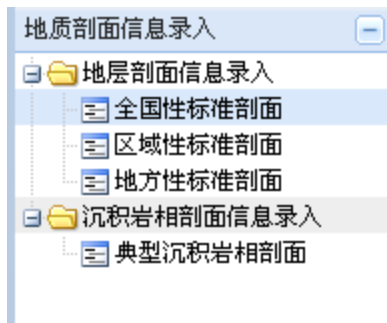 地质剖面信息录入
地层剖面信息录入
全国性标准剖面
区域性标准剖面
地方性标准剖面
沉积岩相剖面信息录入
典型沉积岩相剖面